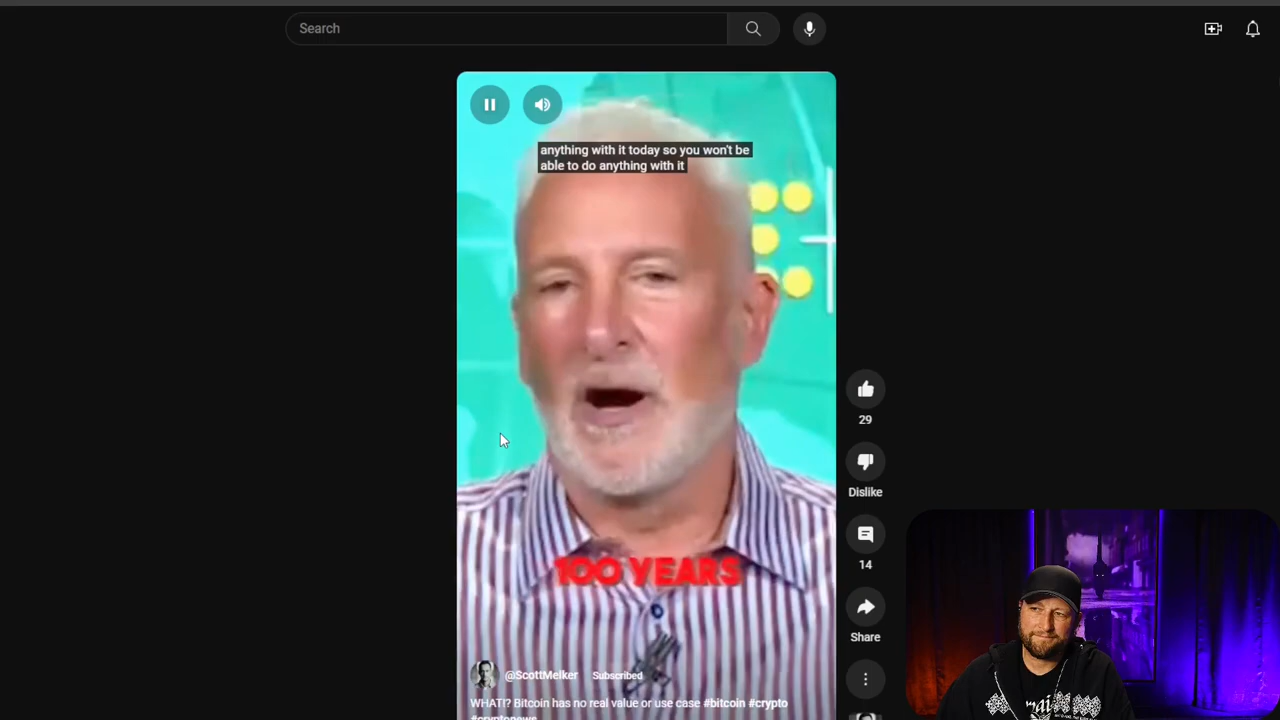 Search
anything with it today so you won't be
able to do anything with it
29
Dislike
100 YEARS
14
Share
@ScottMelker Subscribed
WHAT!? Bitcoin has no real value or use case #bitcoin #crypto
#cryptonews